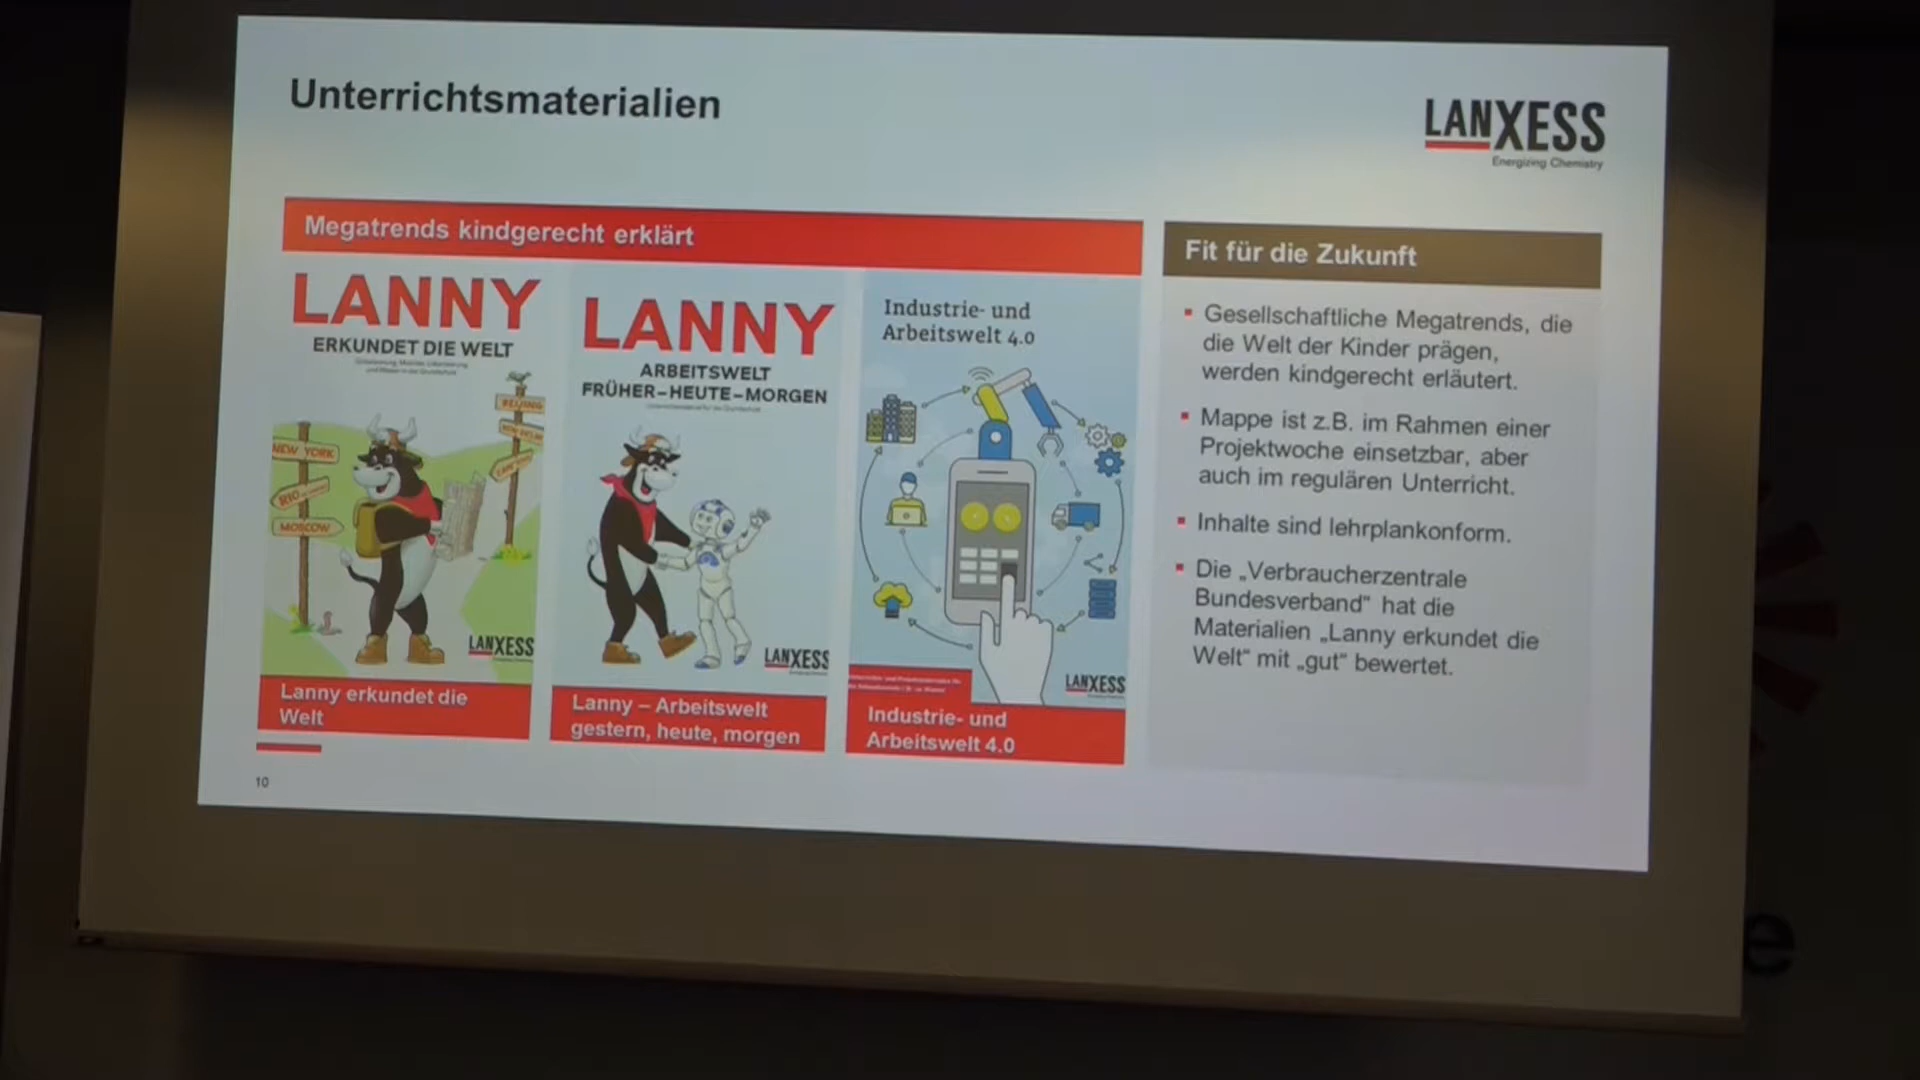 Unterrichtsmaterialien
LANXESS
Energizing Chemistry
Megatrends kindgerecht erklärt
LANNY
ERKUNDET DIE WELT
NEW YORK
RIO
MOSCOW
BEIJING
LANXESS
Lanny erkundet die
Welt
LANNY
ARBEITSWELT
FRÜHER–HEUTE–MORGEN
LANXESS
Lanny – Arbeitswelt
gestern, heute, morgen
Industrie- und
Arbeitswelt 4.0
LANXESS
Industrie- und
Arbeitswelt 4.0
Fit für die Zukunft
Gesellschaftliche Megatrends, die
die Welt der Kinder prägen,
werden kindgerecht erläutert.
Mappe ist z.B. im Rahmen einer
Projektwoche einsetzbar, aber
auch im regulären Unterricht.
Inhalte sind lehrplankonform.
Die „Verbraucherzentrale
Bundesverband“ hat die
Materialien „Lanny erkundet die
Welt“ mit „gut“ bewertet.
10
e